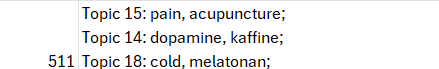 Topic 15: pain, acupuncture;
Topic 14: dopamine, kaffine;
511 Topic 18: cold, melatonan;